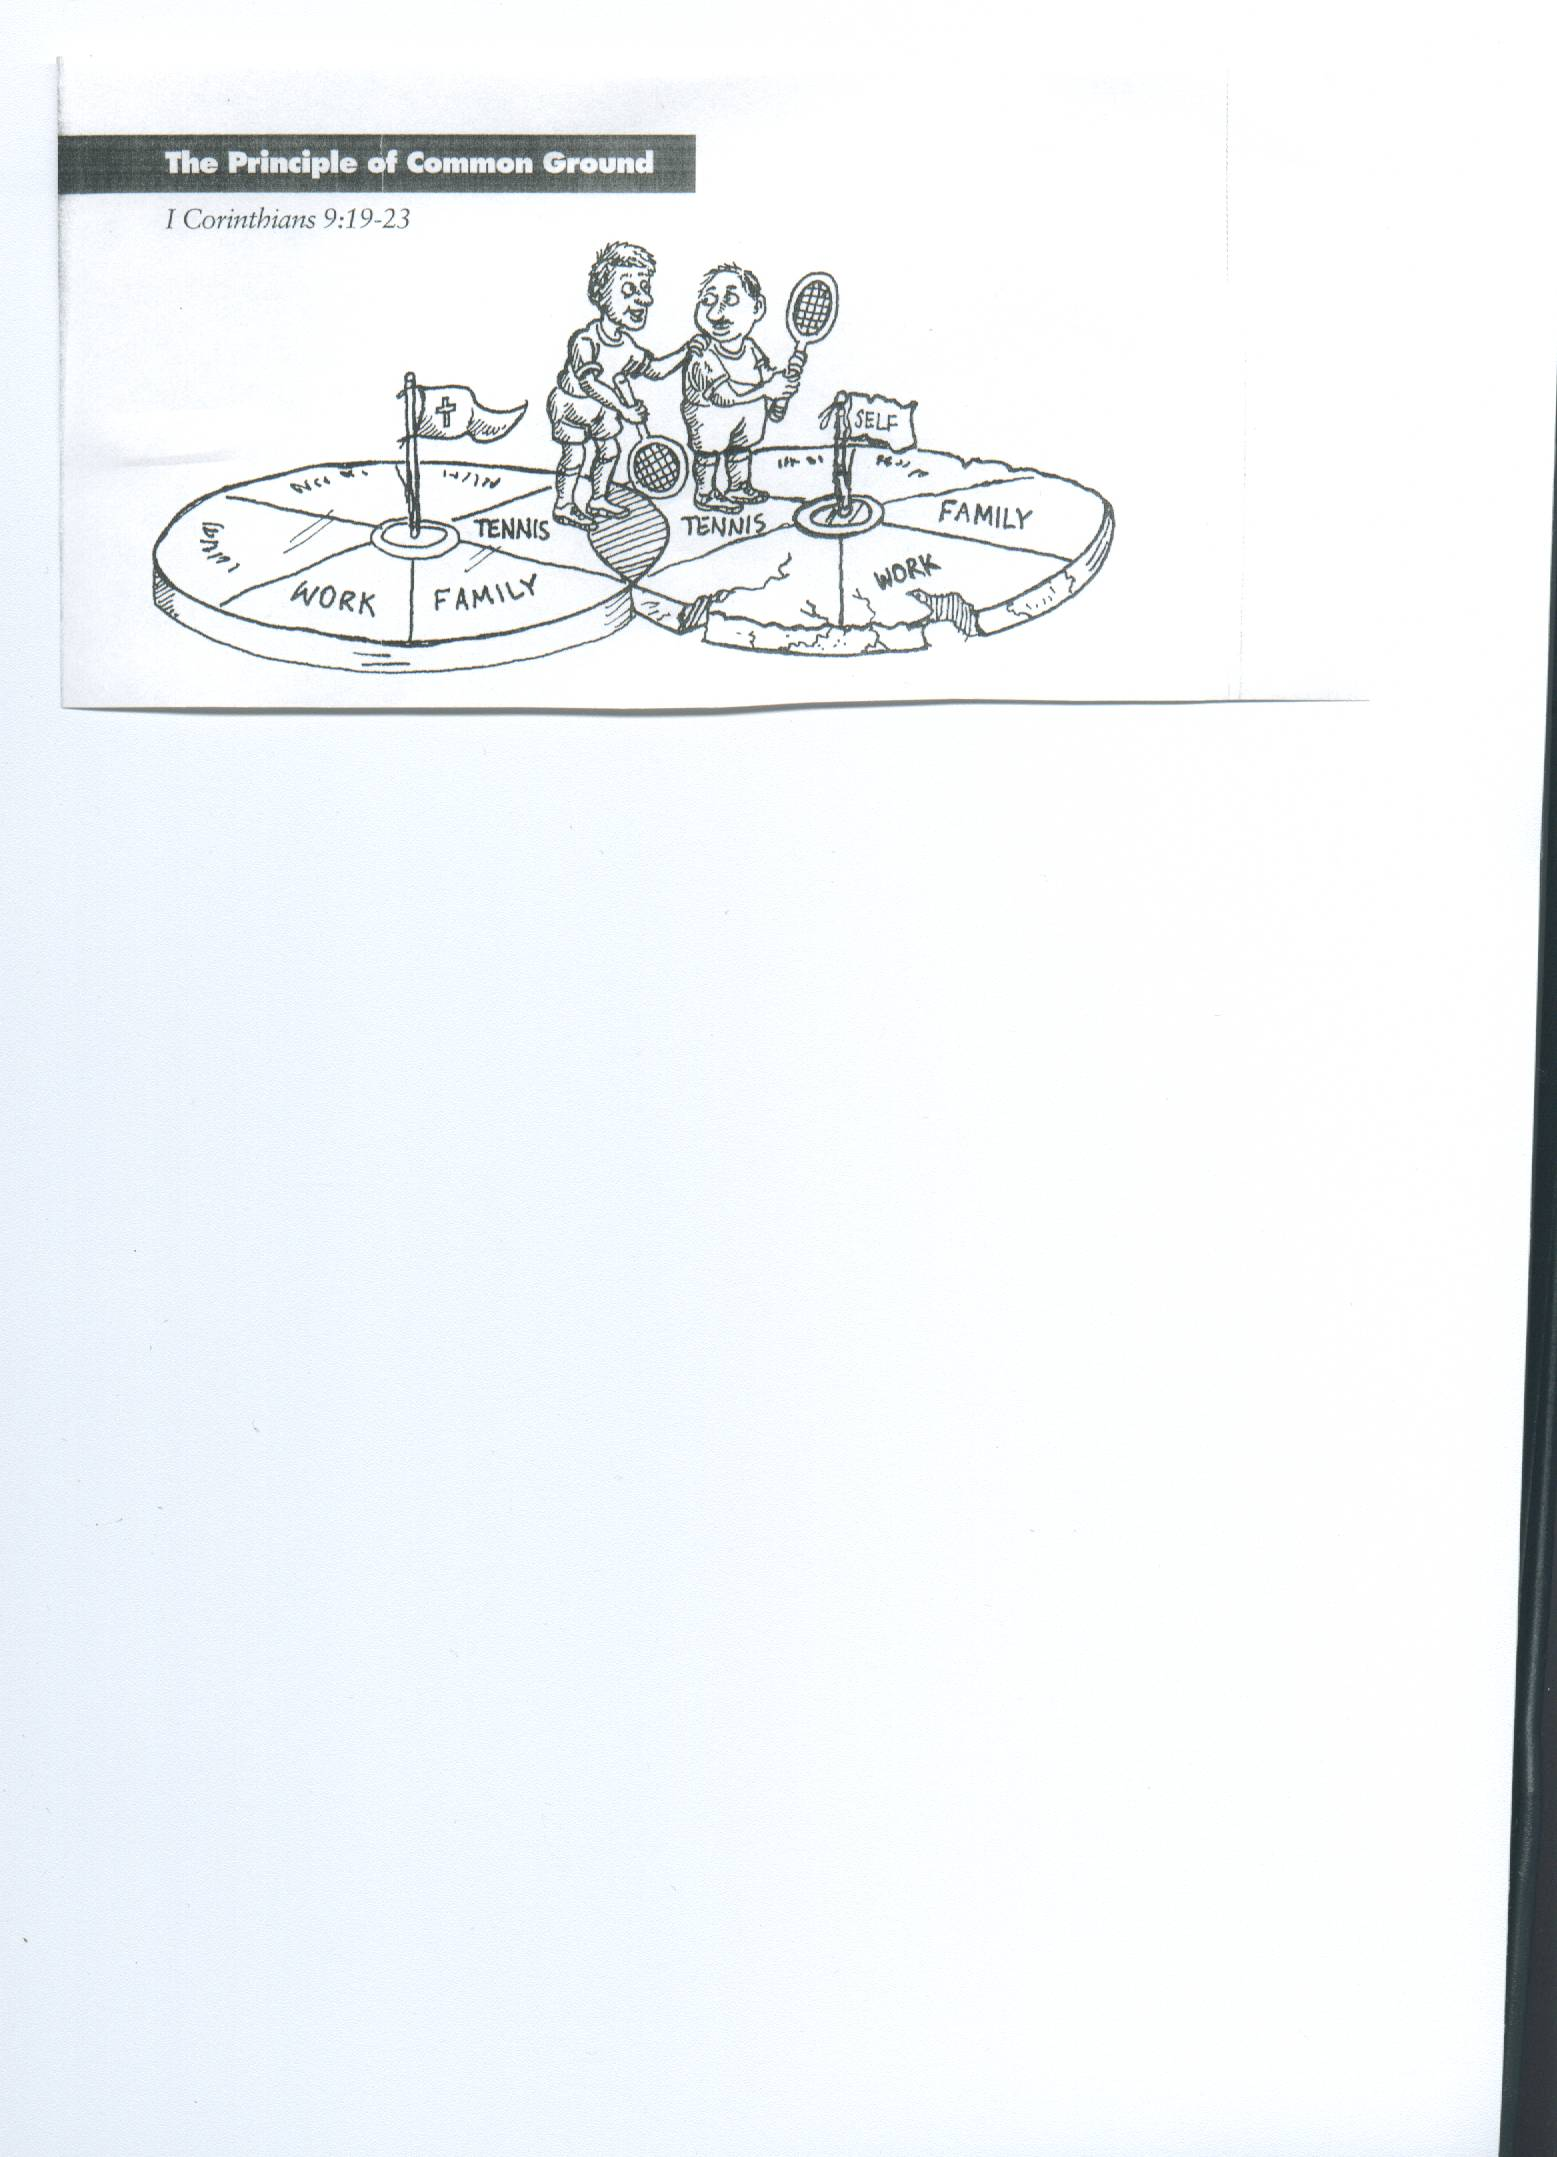 The Principle of Common Ground
I Corinthians 9:19-23
SELF
TENNIS
TENNIS
FAMILY
WORK
FAMILY
WORK